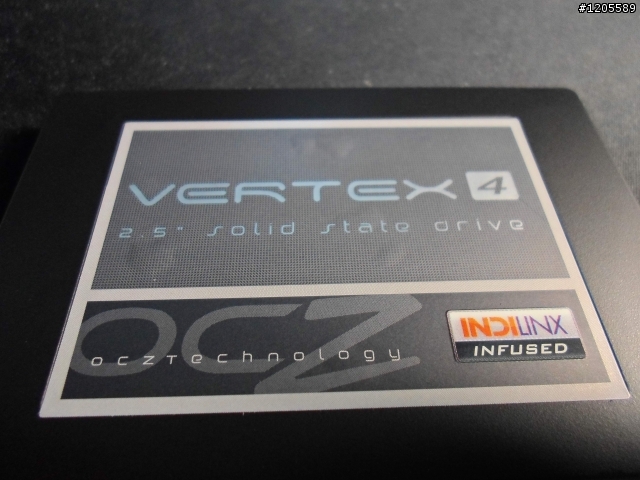 #1205589
VERTEX 4
2.5" solid state drive
OCZ
OCZTechnology
INDILINX
INFUSED